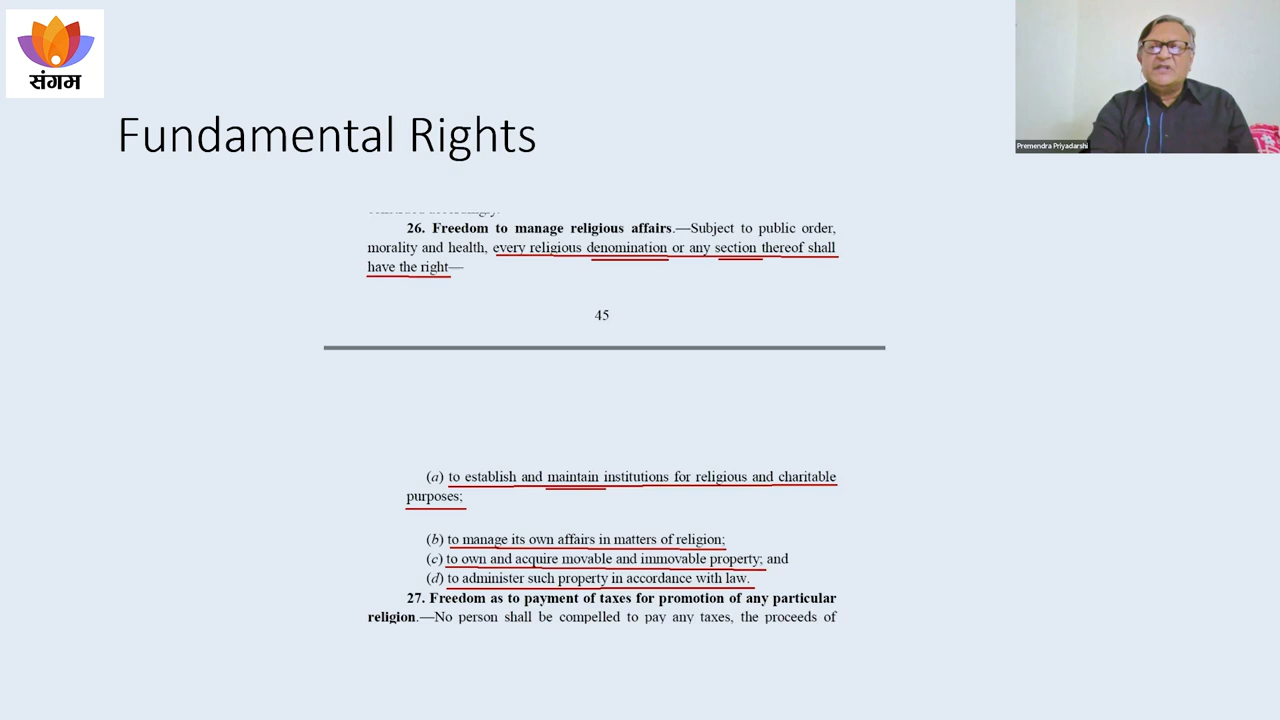 संगम
Premendra Priyadarshi
Fundamental Rights
26. Freedom to manage religious affairs.—Subject to public order,
morality and health, every religious denomination or any section thereof shall
have the right—
45
(a) to establish and maintain institutions for religious and charitable
purposes;
(b) to manage its own affairs in matters of religion;
(c) to own and acquire movable and immovable property; and
(d) to administer such property in accordance with law.
27. Freedom as to payment of taxes for promotion of any particular
religion.—No person shall be compelled to pay any taxes, the proceeds of